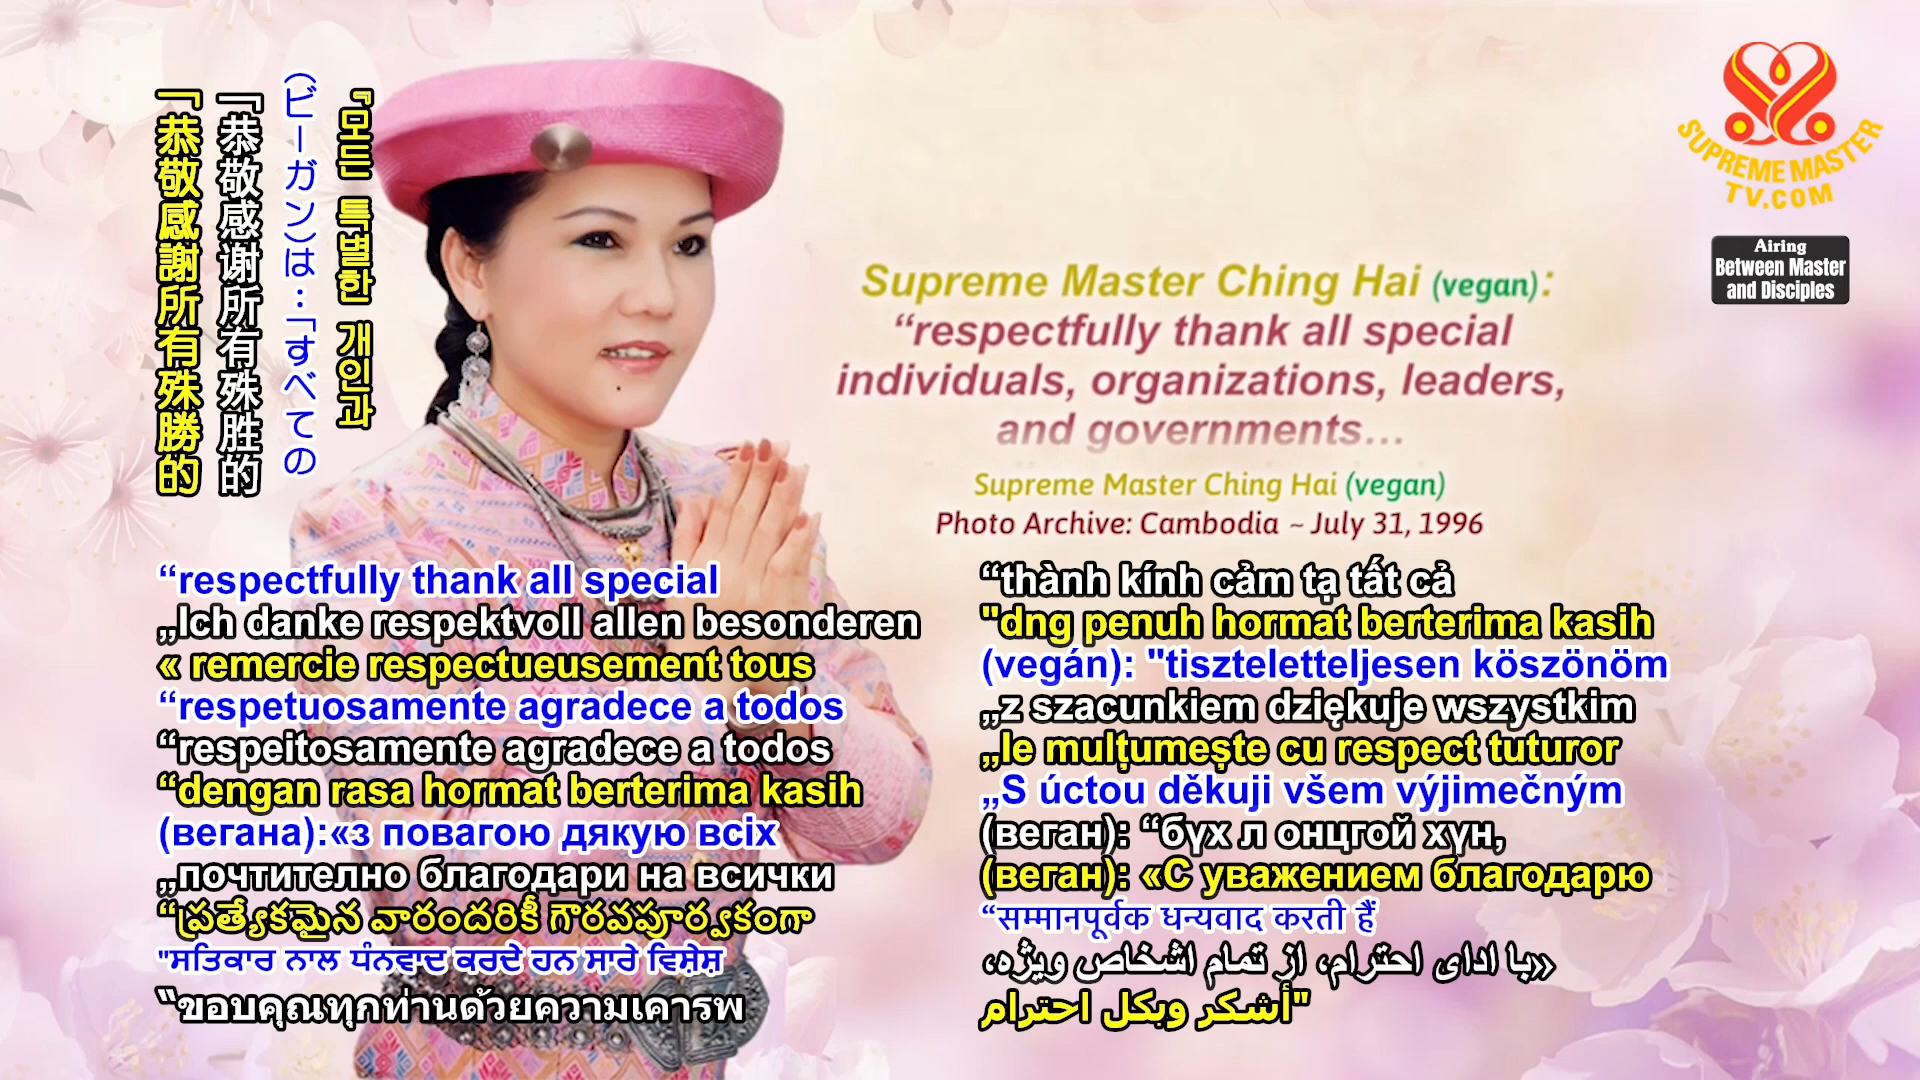 「恭敬感謝所有殊勝的
「恭敬感谢所有殊胜的
(ビーガン)は…「すべての
『모든 특별한 개인과
SUPREME MASTER
TV.COM
Airing
Between Master
and Disciples
Supreme Master Ching Hai (vegan):
“respectfully thank all special
individuals, organizations, leaders,
and governments…
Supreme Master Ching Hai (vegan)
Photo Archive: Cambodia ~ July 31, 1996
“respectfully thank all special
„Ich danke respektvoll allen besonderen
« remercie respectueusement tous
“respetuosamente agradece a todos
“respeitosamente agradece a todos
“dengan rasa hormat berterima kasih
(вегана):«з повагою дякую всіх
„почтително благодари на всички
“ప్రత్యేకమైన వారందరికీ గౌరవపూర్వకంగా
"ਸਤਿਕਾਰ ਨਾਲ ਧੰਨਵਾਦ ਕਰਦੇ ਹਨ ਸਾਰੇ ਵਿਸ਼ੇਸ਼
“ขอบคุณทุกท่านด้วยความเคารพ
“thành kính cảm tạ tất cả
"dng penuh hormat berterima kasih
(vegán): "tiszteletteljesen köszönöm
„z szacunkiem dziękuje wszystkim
„le mulțumește cu respect tuturor
„S úctou děkuji všem výjimečným
(веган): “бүх л онцгой хүн,
(веган): «С уважением благодарю
“सम्मानपूर्वक धन्यवाद करती हैं
«با ادای احترام، از تمام اشخاص ویژه،
"أشكر وبكل احترام